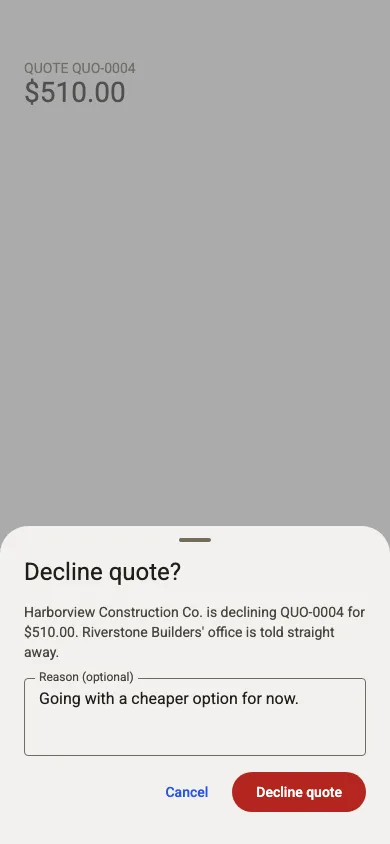 QUOTE QUO-0004
$510.00
Decline quote?
Harborview Construction Co. is declining QUO-0004 for
$510.00. Riverstone Builders' office is told straight
away.
Reason (optional)
Going with a cheaper option for now.
Cancel
Decline quote